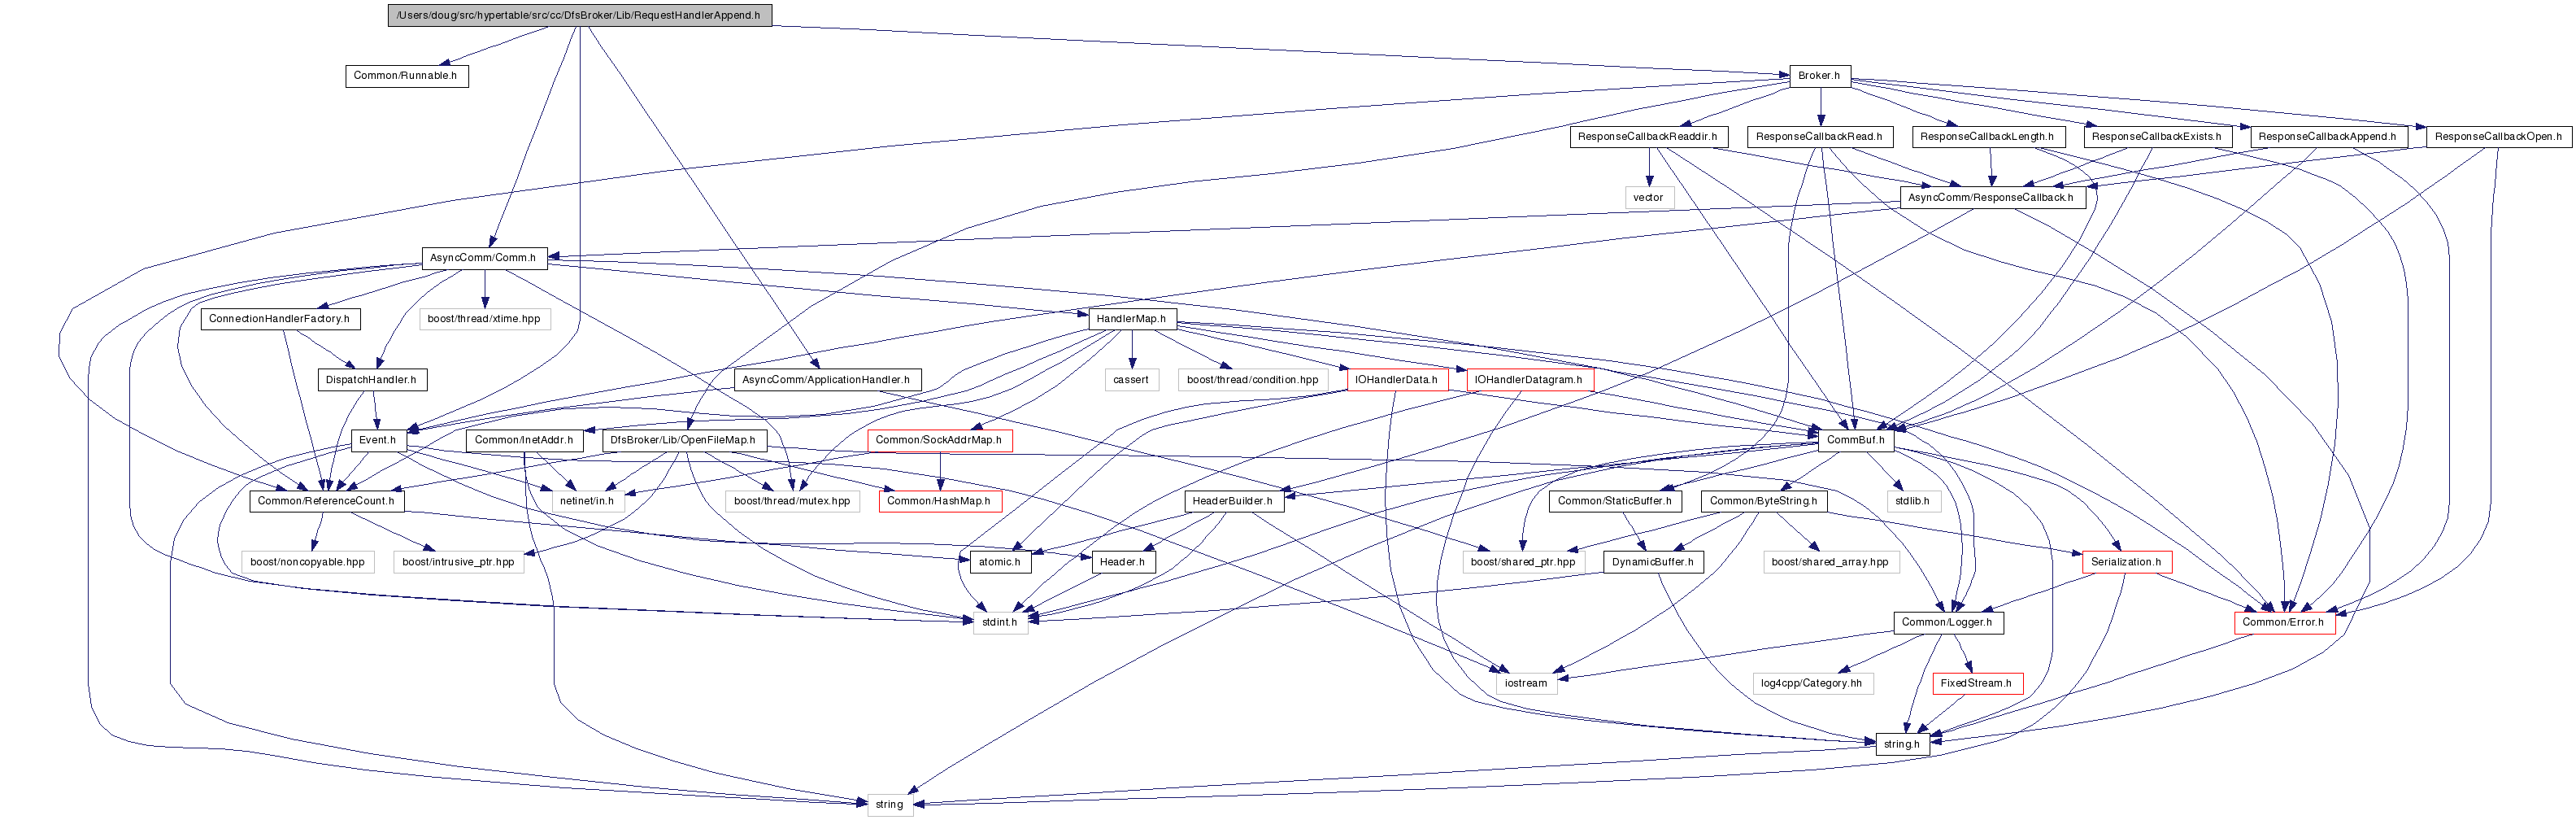 /Users/doug/src/hypertable/src/cc/DfsBroker/Lib/RequestHandlerAppend.h
Common/Runnable.h
Broker.h
ResponseCallbackReaddir.h
ResponseCallbackRead.h
ResponseCallbackLength.h
ResponseCallbackExists.h
ResponseCallbackAppend.h
ResponseCallbackOpen.h
vector
AsyncComm/ResponseCallback.h
AsyncComm/Comm.h
ConnectionHandlerFactory.h
boost/thread/xtime.hpp
HandlerMap.h
DispatchHandler.h
AsyncComm/ApplicationHandler.h
cassert
boost/thread/condition.hpp
IOHandlerData.h
IOHandlerDatagram.h
Event.h
Common/InetAddr.h
DfsBroker/Lib/OpenFileMap.h
Common/SockAddrMap.h
CommBuf.h
Common/ReferenceCount.h
netinet/in.h
boost/thread/mutex.hpp
Common/HashMap.h
HeaderBuilder.h
Common/StaticBuffer.h
Common/ByteString.h
stdlib.h
boost/noncopyable.hpp
boost/intrusive_ptr.hpp
atomic.h
Header.h
boost/shared_ptr.hpp
DynamicBuffer.h
boost/shared_array.hpp
Serialization.h
stdint.h
Common/Logger.h
Common/Error.h
iostream
log4cpp/Category.hh
FixedStream.h
string.h
string